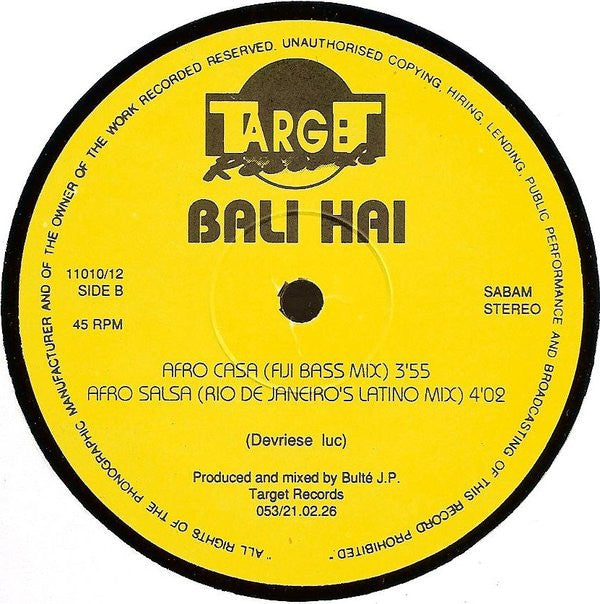 "ALL RIGHTS OF THE PHONOGRAPHIC MANUFACTURER AND OF THE OWNER OF THE WORK RECORDED RESERVED. UNAUTHORISED COPYING, HIRING, LENDING, PUBLIC PERFORMANCE AND BROADCASTING OF THIS RECORD PROHIBITED"
TARGET
Records
BALI HAI
11010/12
SIDE B
45 RPM
SABAM
STEREO
AFRO CASA (FIJI BASS MIX) 3'55
AFRO SALSA (RIO DE JANEIRO'S LATINO MIX) 4'02
(Devriese luc)
Produced and mixed by Bulté J.P.
Target Records
053/21.02.26